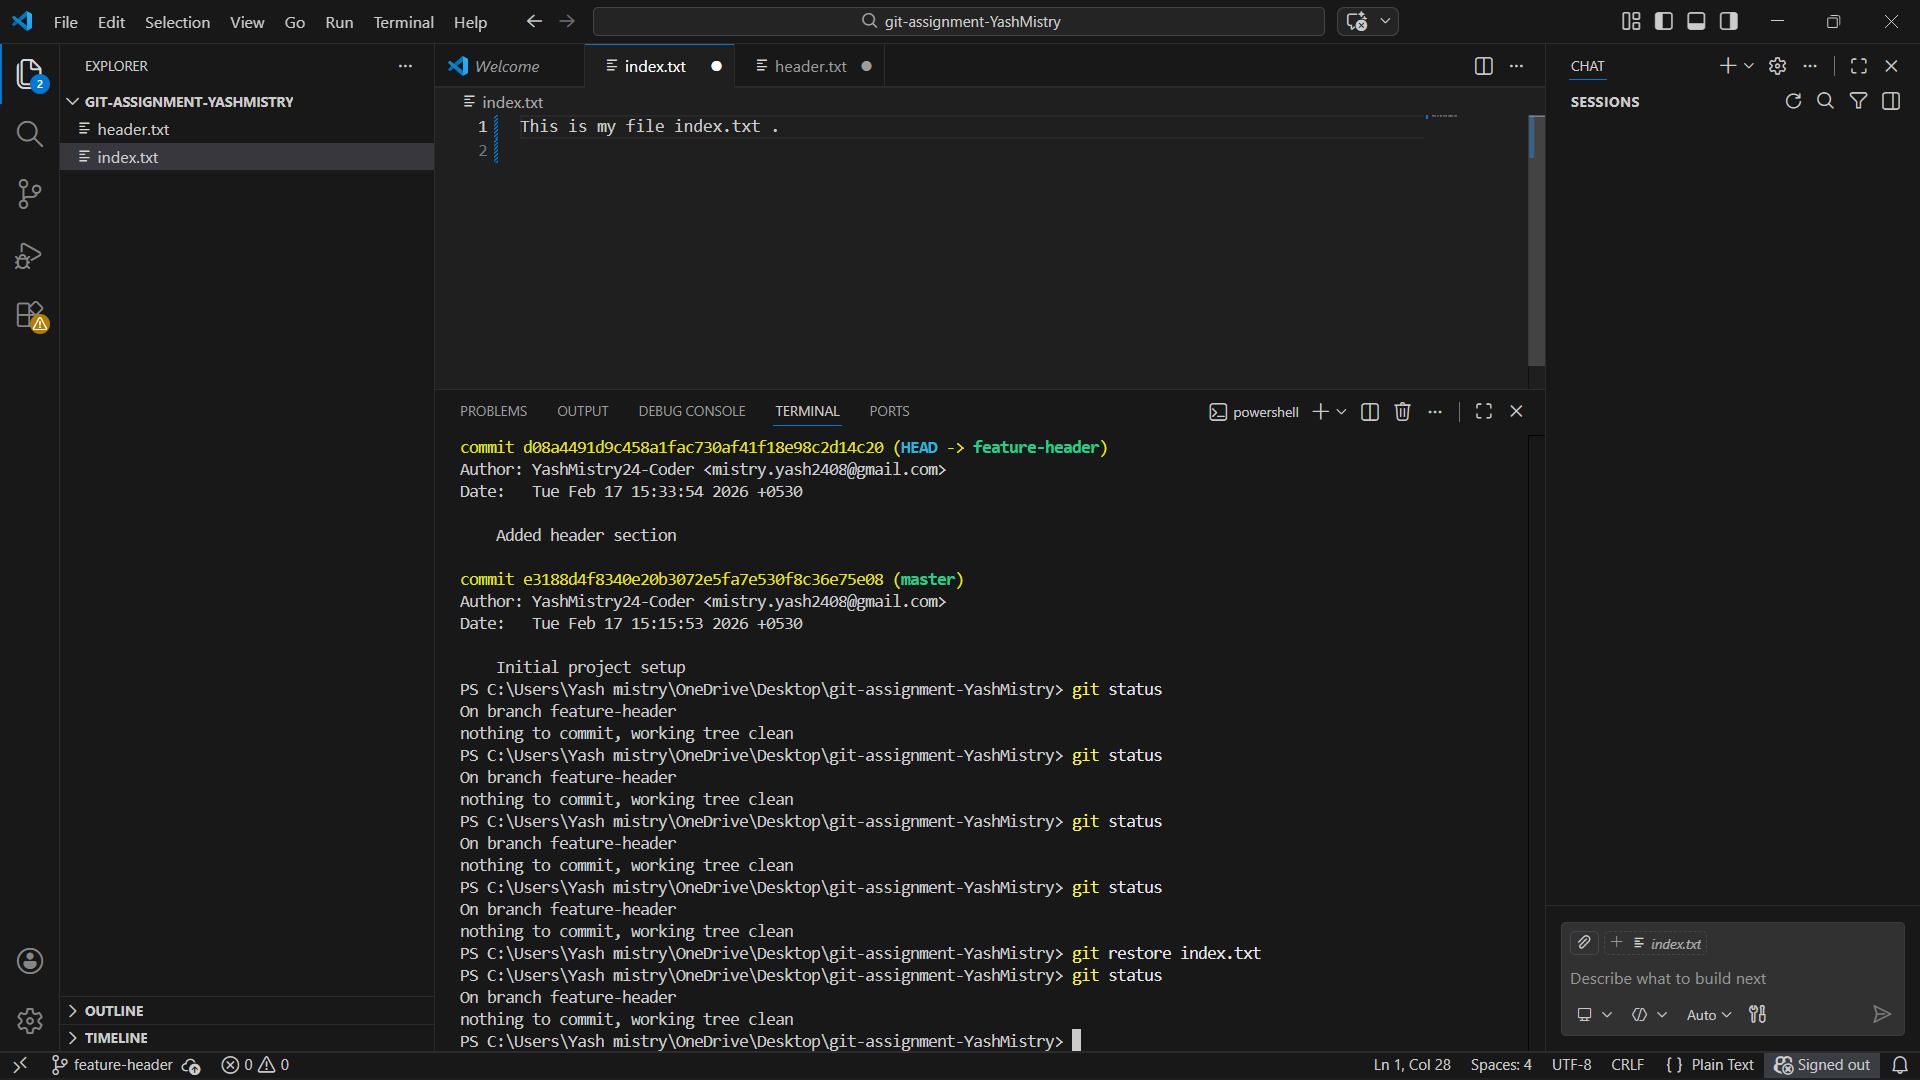 File Edit Selection View Go Run Terminal Help
git-assignment-YashMistry
2
EXPLORER
GIT-ASSIGNMENT-YASHMISTRY
header.txt
index.txt
OUTLINE
TIMELINE
Welcome
index.txt
header.txt
index.txt
1 This is my file index.txt .
2
PROBLEMS OUTPUT DEBUG CONSOLE TERMINAL PORTS
powershell
commit d08a4491d9c458a1fac730af41f18e98c2d14c20 (HEAD -> feature-header)
Author: YashMistry24-Coder <mistry.yash2408@gmail.com>
Date:   Tue Feb 17 15:33:54 2026 +0530
Added header section
commit e3188d4f8340e20b3072e5fa7e530f8c36e75e08 (master)
Author: YashMistry24-Coder <mistry.yash2408@gmail.com>
Date:   Tue Feb 17 15:15:53 2026 +0530
Initial project setup
PS C:\Users\Yash mistry\OneDrive\Desktop\git-assignment-YashMistry> git status
On branch feature-header
nothing to commit, working tree clean
PS C:\Users\Yash mistry\OneDrive\Desktop\git-assignment-YashMistry> git status
On branch feature-header
nothing to commit, working tree clean
PS C:\Users\Yash mistry\OneDrive\Desktop\git-assignment-YashMistry> git status
On branch feature-header
nothing to commit, working tree clean
PS C:\Users\Yash mistry\OneDrive\Desktop\git-assignment-YashMistry> git status
On branch feature-header
nothing to commit, working tree clean
PS C:\Users\Yash mistry\OneDrive\Desktop\git-assignment-YashMistry> git restore index.txt
PS C:\Users\Yash mistry\OneDrive\Desktop\git-assignment-YashMistry> git status
On branch feature-header
nothing to commit, working tree clean
PS C:\Users\Yash mistry\OneDrive\Desktop\git-assignment-YashMistry>
CHAT
SESSIONS
index.txt
Describe what to build next
Auto
feature-header 0 0
Ln 1, Col 28 Spaces: 4 UTF-8 CRLF {} Plain Text Signed out